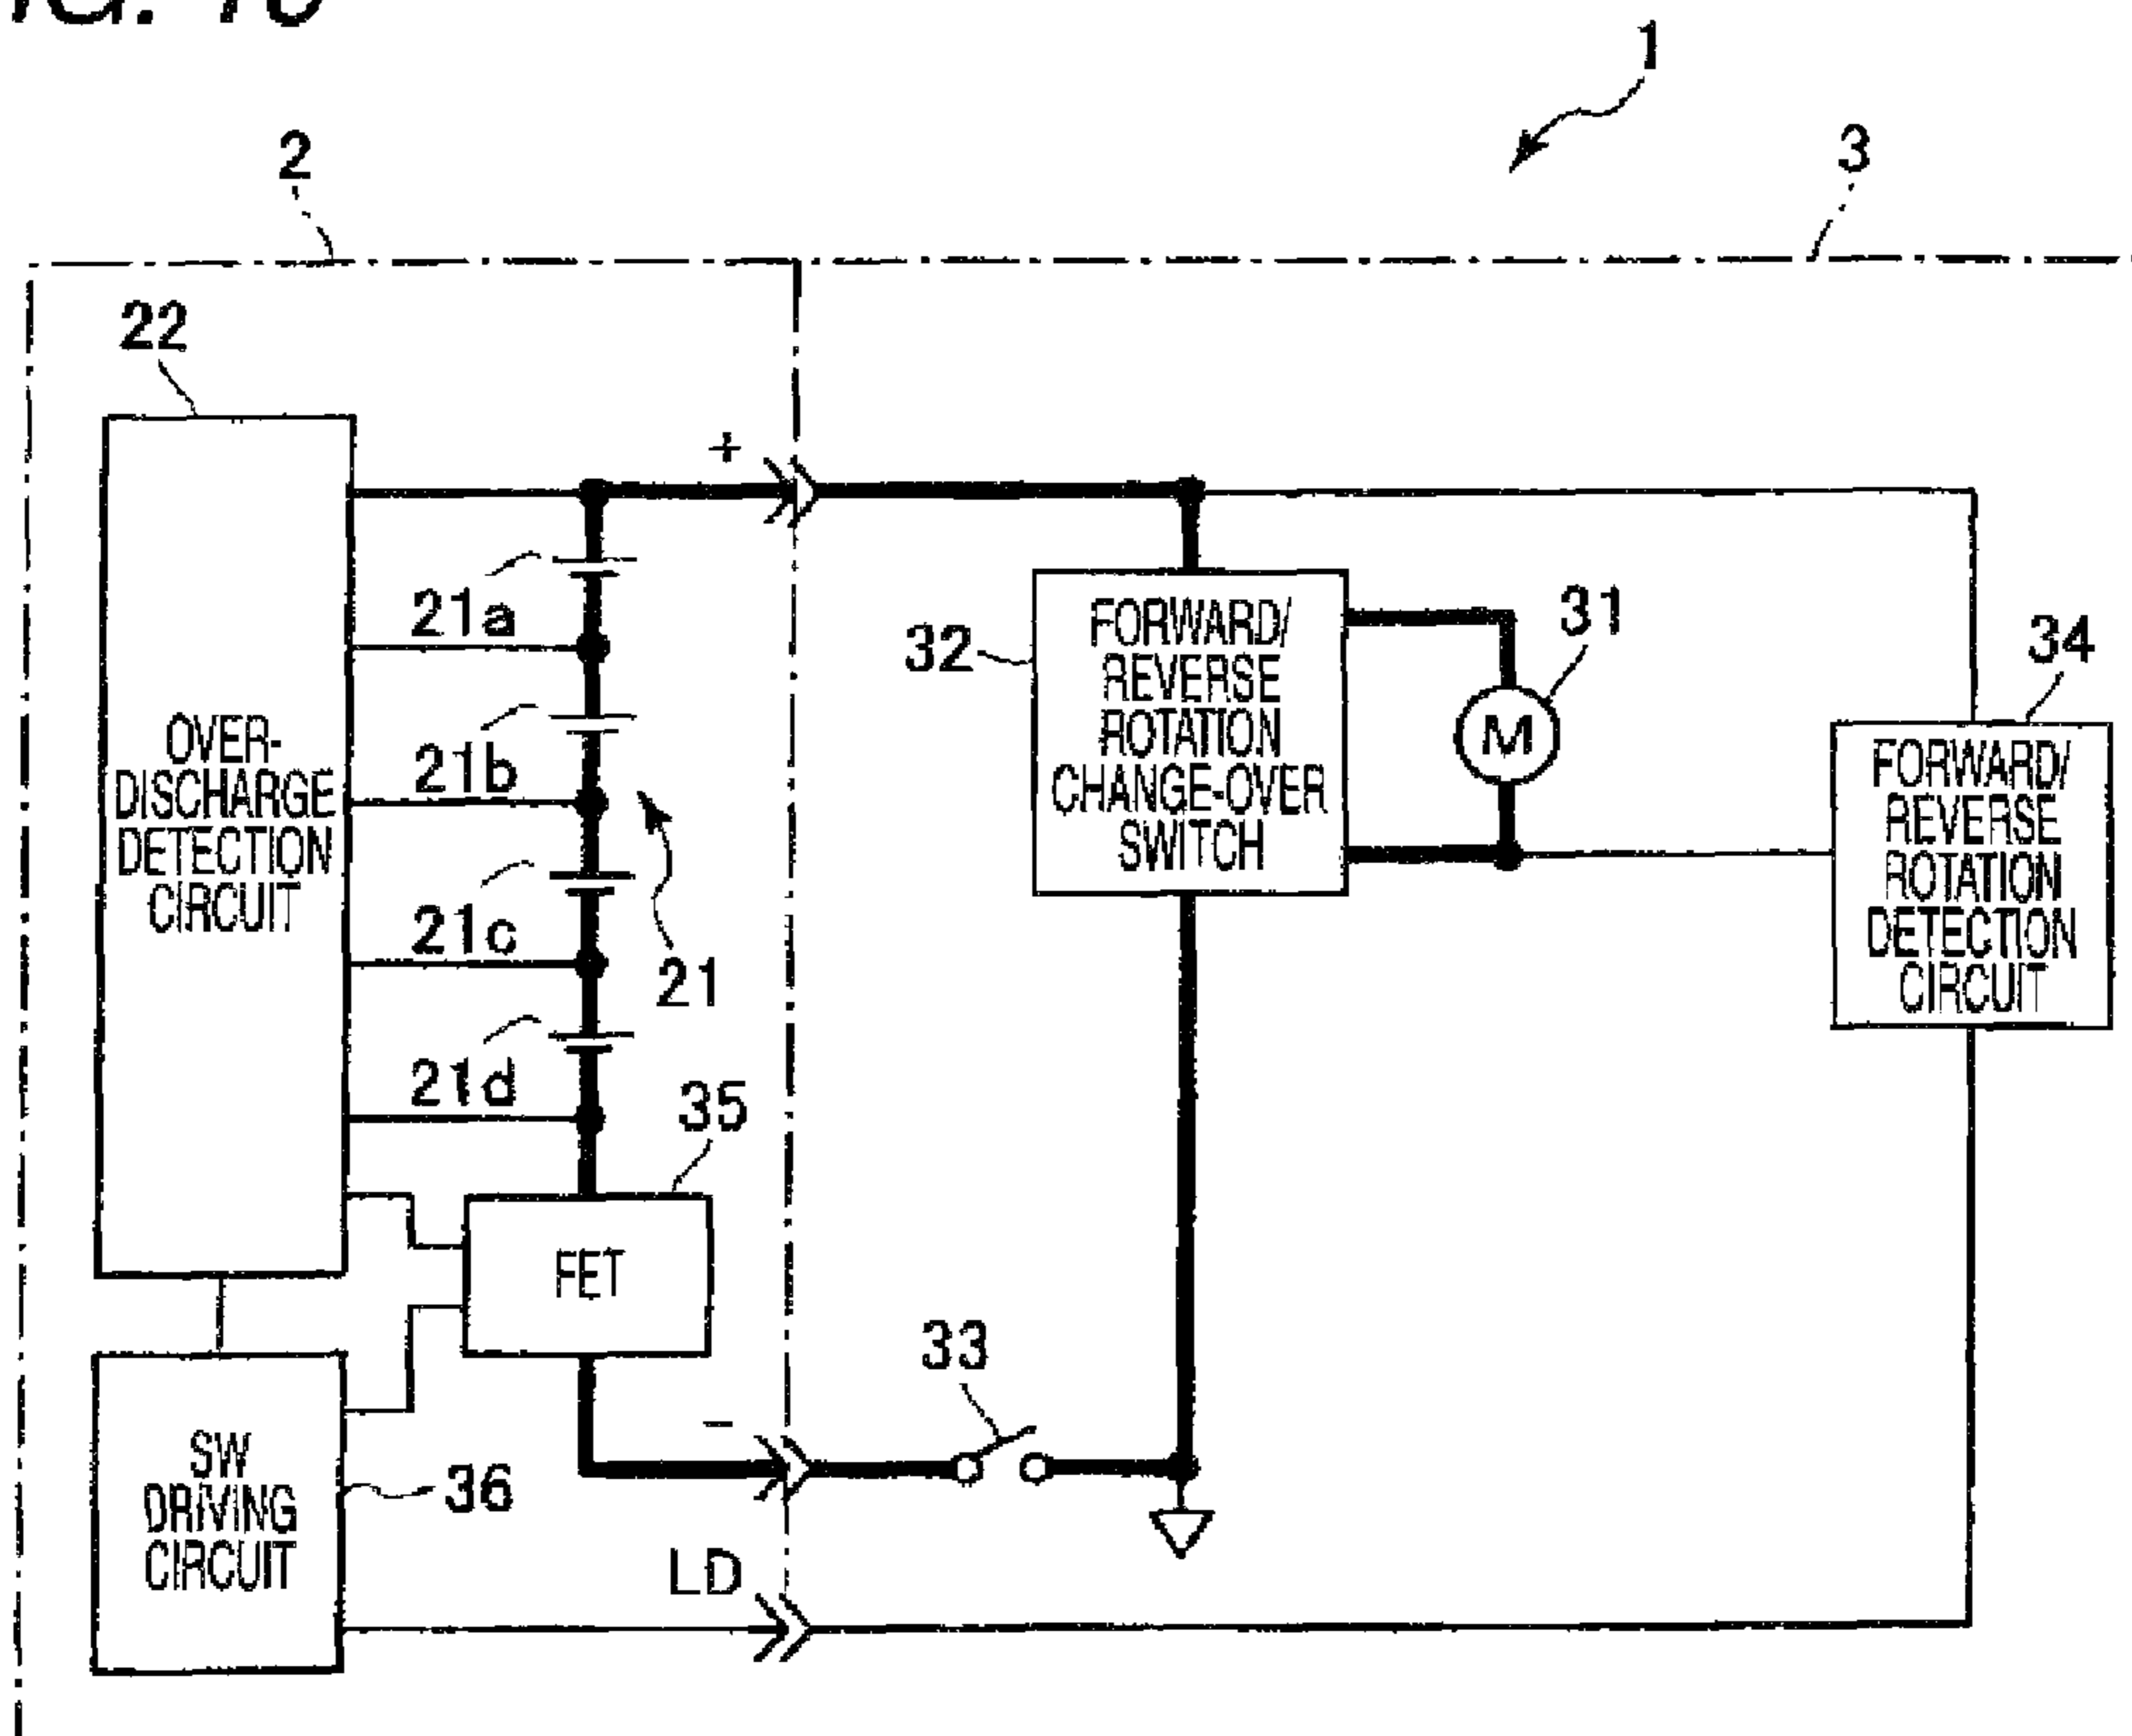 1
2
3
22
+
21a
21b
21c
21d
21
OVER-
DISCHARGE
DETECTION
CIRCUIT
32
FORWARD/
REVERSE
ROTATION
CHANGE-OVER
SWITCH
31
M
34
FORWARD/
REVERSE
ROTATION
DETECTION
CIRCUIT
35
FET
33
-
SW
DRIVING
CIRCUIT
36
LD